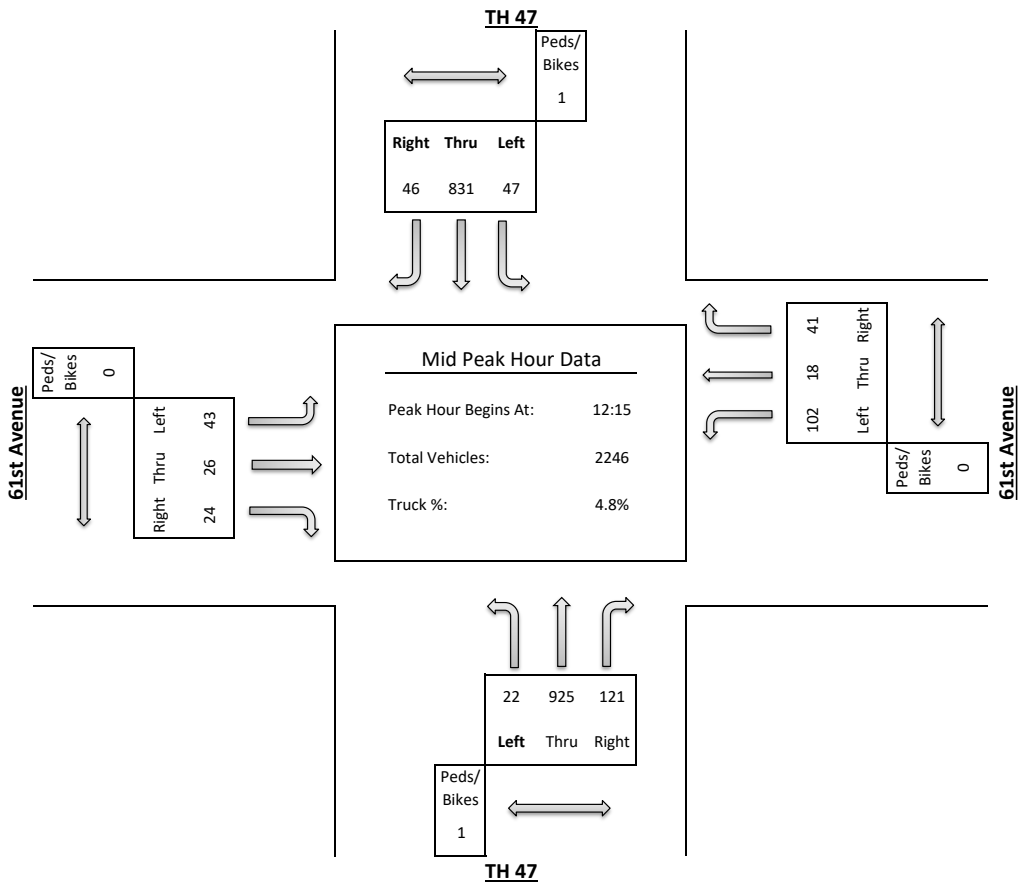 TH 47
Peds/
Bikes
1
Right Thru Left
46 831 47
61st Avenue
Peds/
Bikes
0
Left 43
Thru 26
Right 24
Mid Peak Hour Data
Peak Hour Begins At: 12:15
Total Vehicles: 2246
Truck %: 4.8%
41 Right
18 Thru
102 Left
Peds/
Bikes
0
61st Avenue
22 925 121
Left Thru Right
Peds/
Bikes
1
TH 47